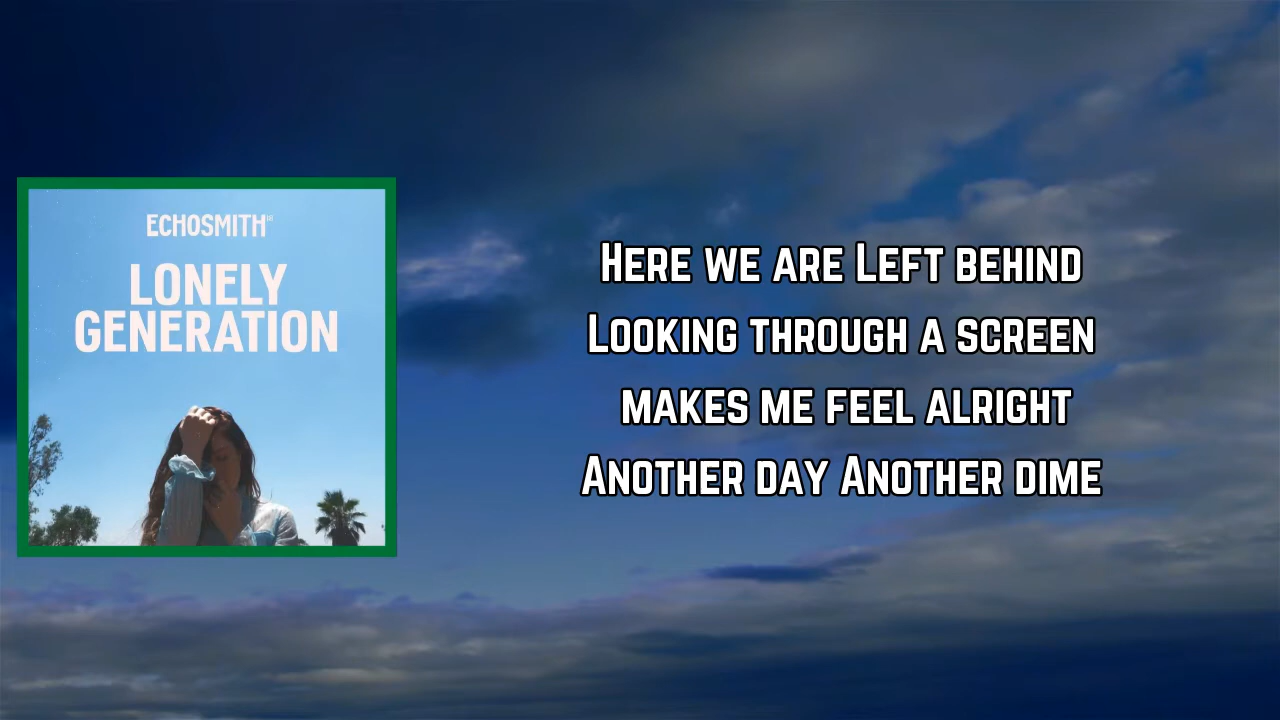 ECHOSMITH
LONELY
GENERATION
Here we are Left behind
Looking through a screen
makes me feel alright
Another day Another dime